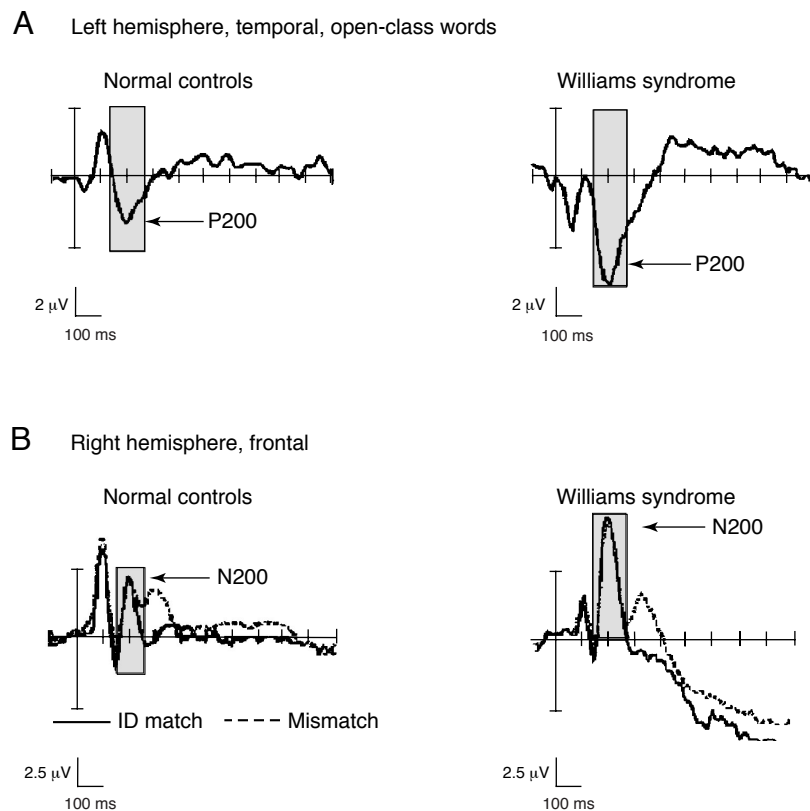 A Left hemisphere, temporal, open-class words
Normal controls
Williams syndrome
P200
P200
2 μV
100 ms
2 μV
100 ms
B Right hemisphere, frontal
Normal controls
Williams syndrome
N200
N200
ID match Mismatch
2.5 μV
100 ms
2.5 μV
100 ms